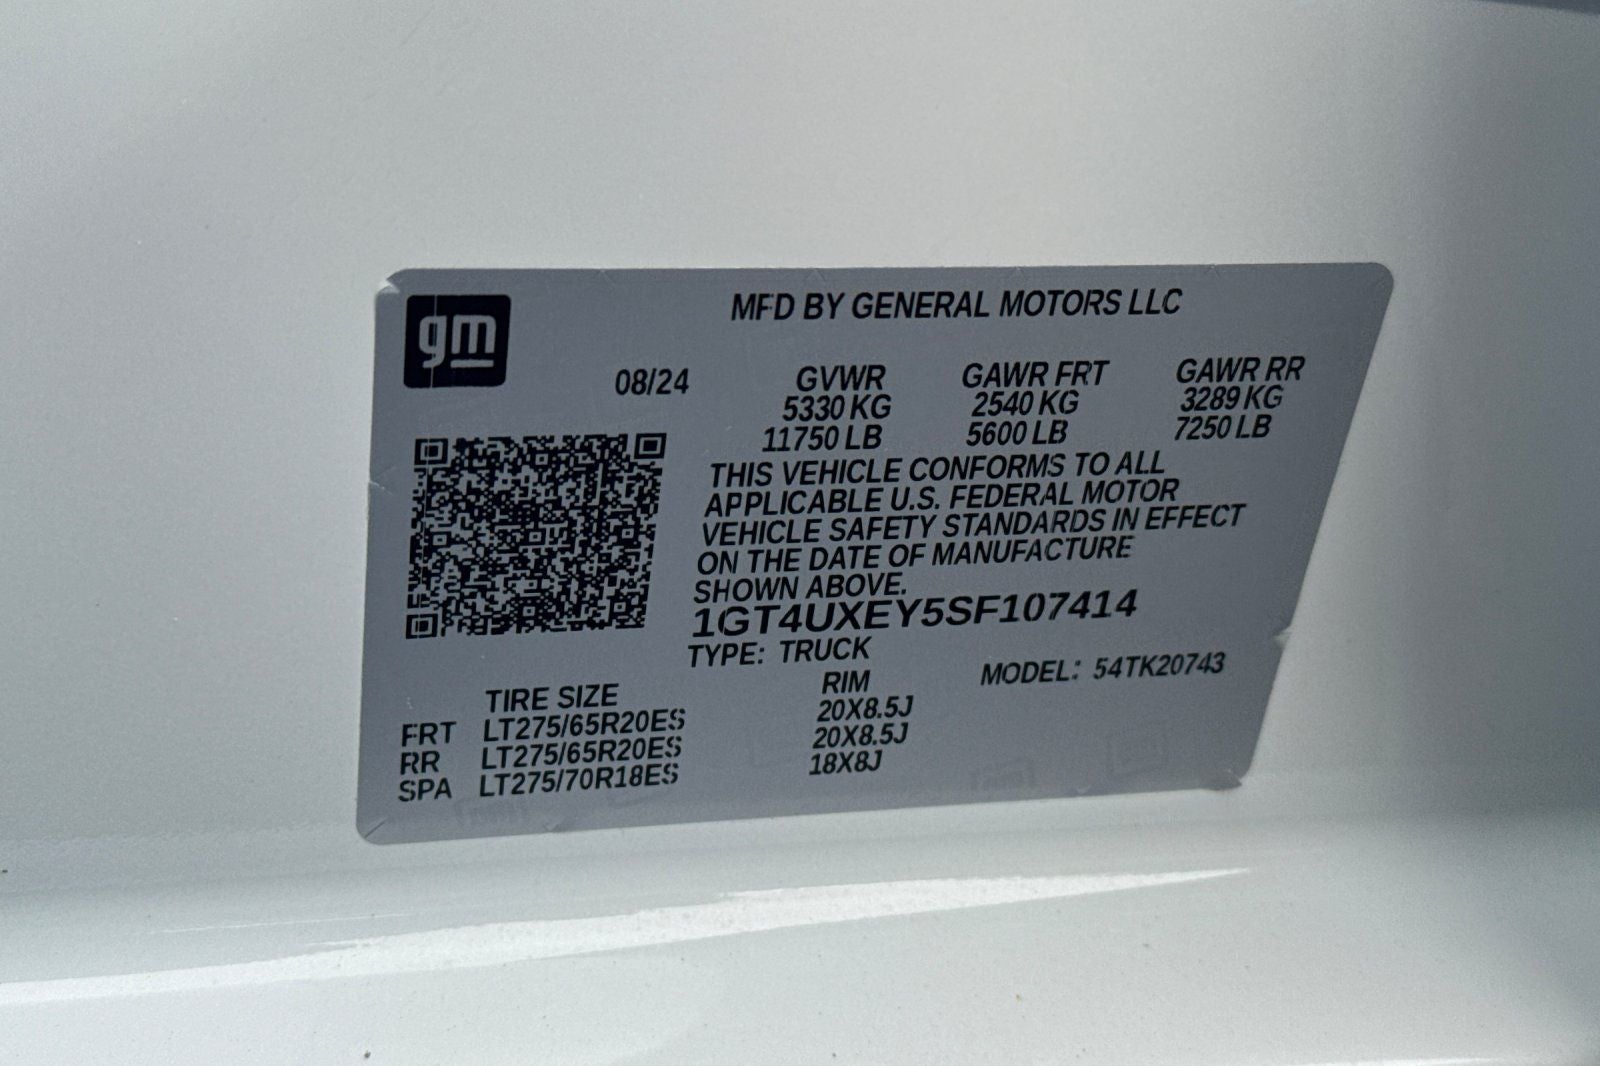 gm
MFD BY GENERAL MOTORS LLC
08/24 GVWR GAWR FRT GAWR RR
5330 KG 2540 KG 3289 KG
11750 LB 5600 LB 7250 LB
THIS VEHICLE CONFORMS TO ALL
APPLICABLE U.S. FEDERAL MOTOR
VEHICLE SAFETY STANDARDS IN EFFECT
ON THE DATE OF MANUFACTURE
SHOWN ABOVE.
1GT4UXEY5SF107414
TYPE: TRUCK MODEL: 54TK20743
TIRE SIZE RIM
FRT LT275/65R20ES 20X8.5J
RR LT275/65R20ES 20X8.5J
SPA LT275/70R18ES 18X8J